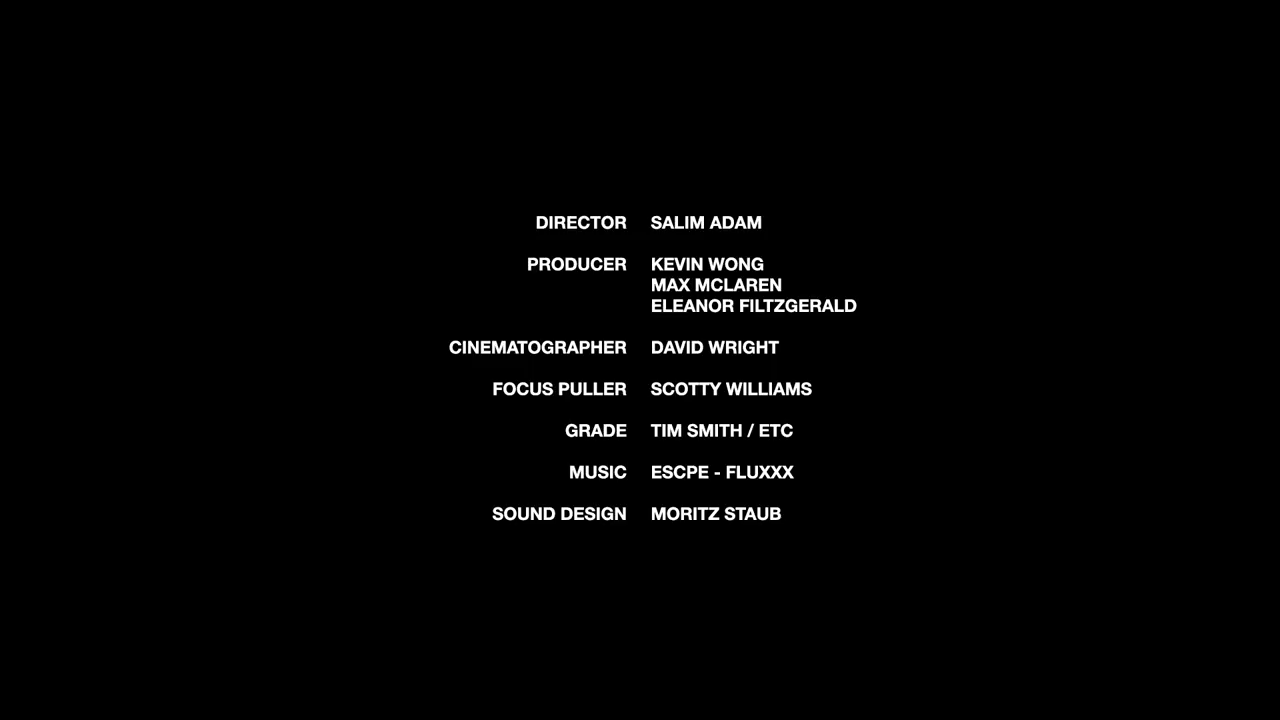 DIRECTOR SALIM ADAM
PRODUCER KEVIN WONG
MAX MCLAREN
ELEANOR FILTZGERALD
CINEMATOGRAPHER DAVID WRIGHT
FOCUS PULLER SCOTTY WILLIAMS
GRADE TIM SMITH / ETC
MUSIC ESCPE - FLUXXX
SOUND DESIGN MORITZ STAUB